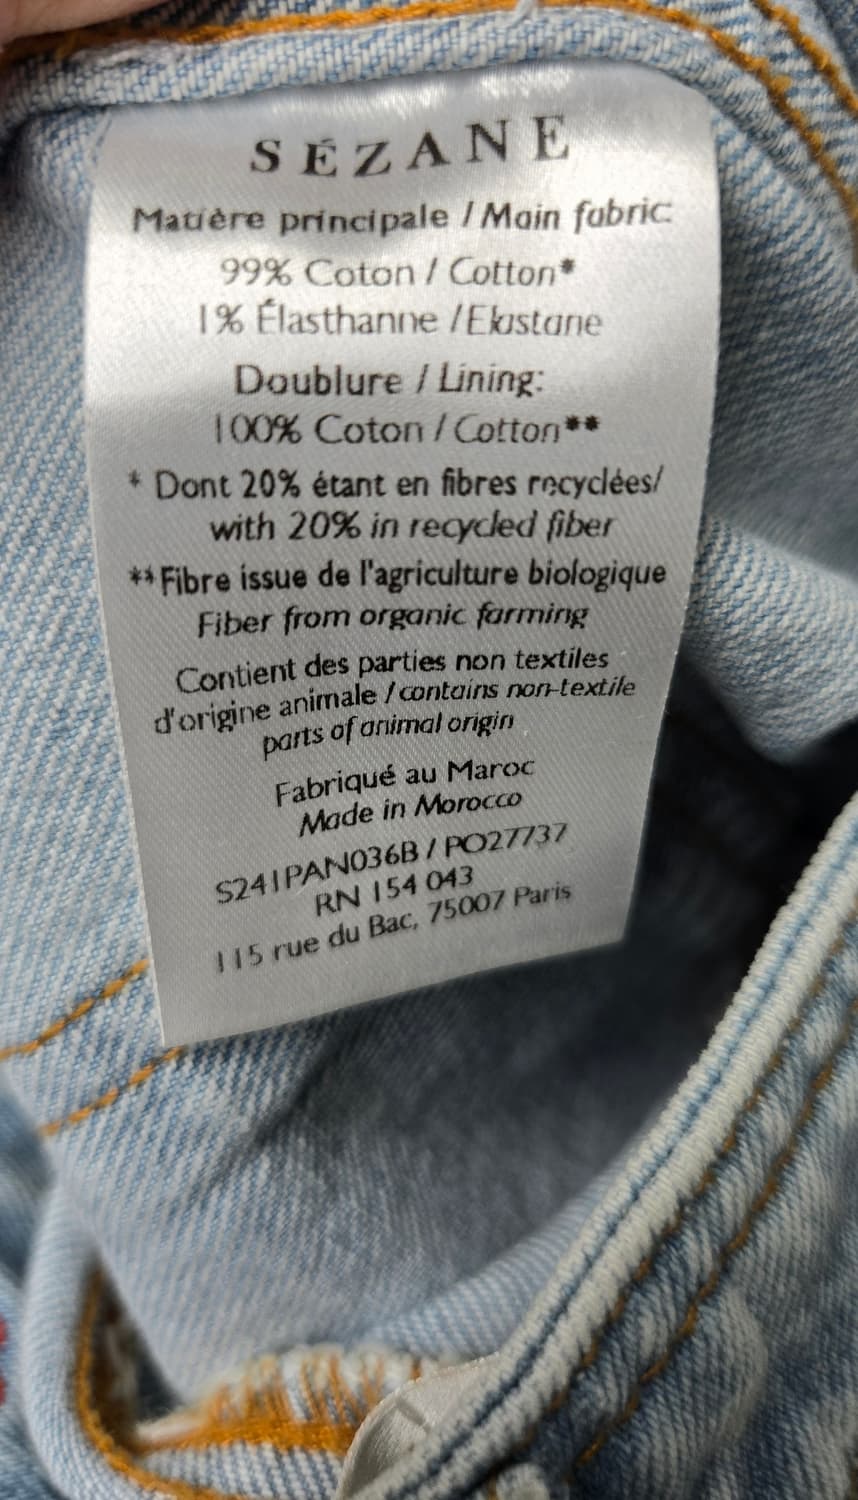 SÉZANE
Matière principale / Main fabric
99% Coton / Cotton*
1% Élasthanne / Elastane
Doublure / Lining:
100% Coton / Cotton**
* Dont 20% étant en fibres recyclées/
with 20% in recycled fiber
**Fibre issue de l'agriculture biologique
Fiber from organic farming
Contient des parties non textiles
d'origine animale / contains non-textile
parts of animal origin
Fabriqué au Maroc
Made in Morocco
S241PAN036B / PO27737
RN 154 043
115 rue du Bac, 75007 Paris